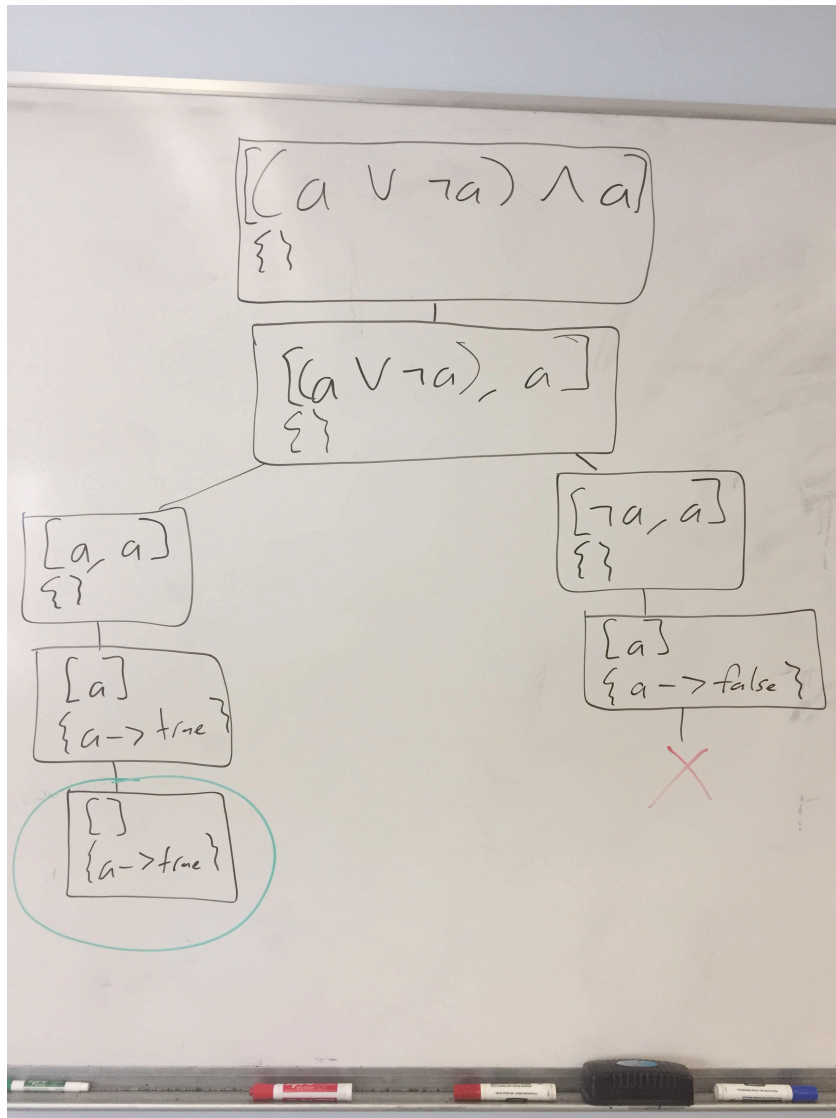 [(a ∨ ¬a) ∧ a]
{}
[(a ∨ ¬a), a]
{}
[a, a]
{}
[¬a, a]
{}
[a]
{a -> true}
[a]
{a -> false}
[]
{a -> true}